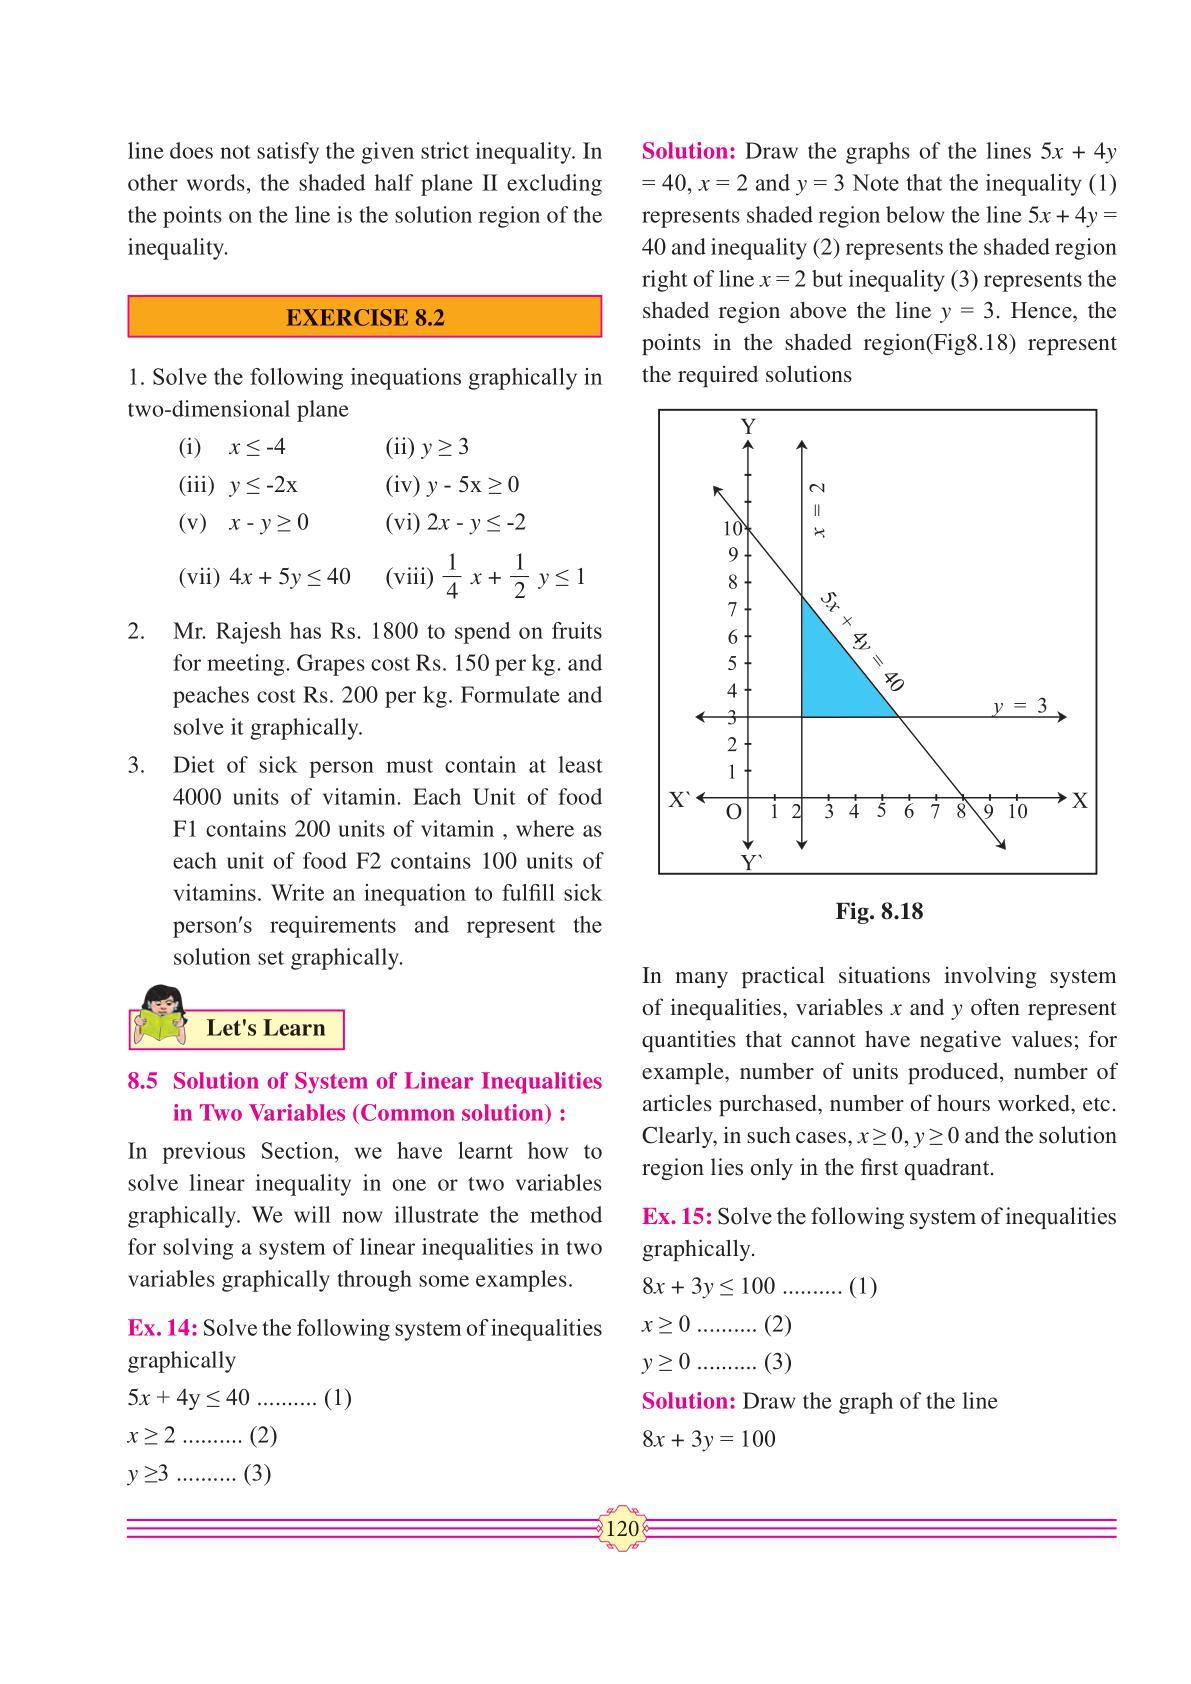 line does not satisfy the given strict inequality. In
other words, the shaded half plane II excluding
the points on the line is the solution region of the
inequality.
EXERCISE 8.2
1. Solve the following inequations graphically in
two-dimensional plane
(i) x ≤ -4 (ii) y ≥ 3
(iii) y ≤ -2x (iv) y - 5x ≥ 0
(v) x - y ≥ 0 (vi) 2x - y ≤ -2
(vii) 4x + 5y ≤ 40 (viii) 1/4 x + 1/2 y ≤ 1
2. Mr. Rajesh has Rs. 1800 to spend on fruits
for meeting. Grapes cost Rs. 150 per kg. and
peaches cost Rs. 200 per kg. Formulate and
solve it graphically.
3. Diet of sick person must contain at least
4000 units of vitamin. Each Unit of food
F1 contains 200 units of vitamin , where as
each unit of food F2 contains 100 units of
vitamins. Write an inequation to fulfill sick
person's requirements and represent the
solution set graphically.
Let's Learn
8.5 Solution of System of Linear Inequalities
in Two Variables (Common solution) :
In previous Section, we have learnt how to
solve linear inequality in one or two variables
graphically. We will now illustrate the method
for solving a system of linear inequalities in two
variables graphically through some examples.
Ex. 14: Solve the following system of inequalities
graphically
5x + 4y ≤ 40 .......... (1)
x ≥ 2 .......... (2)
y ≥3 .......... (3)
Solution: Draw the graphs of the lines 5x + 4y
= 40, x = 2 and y = 3 Note that the inequality (1)
represents shaded region below the line 5x + 4y =
40 and inequality (2) represents the shaded region
right of line x = 2 but inequality (3) represents the
shaded region above the line y = 3. Hence, the
points in the shaded region(Fig8.18) represent
the required solutions
Y
x = 2
10
9
8
7
6
5
4
3
2
1
5x + 4y = 40
y = 3
X` O 1 2 3 4 5 6 7 8 9 10 X
Y`
Fig. 8.18
In many practical situations involving system
of inequalities, variables x and y often represent
quantities that cannot have negative values; for
example, number of units produced, number of
articles purchased, number of hours worked, etc.
Clearly, in such cases, x ≥ 0, y ≥ 0 and the solution
region lies only in the first quadrant.
Ex. 15: Solve the following system of inequalities
graphically.
8x + 3y ≤ 100 .......... (1)
x ≥ 0 .......... (2)
y ≥ 0 .......... (3)
Solution: Draw the graph of the line
8x + 3y = 100
120